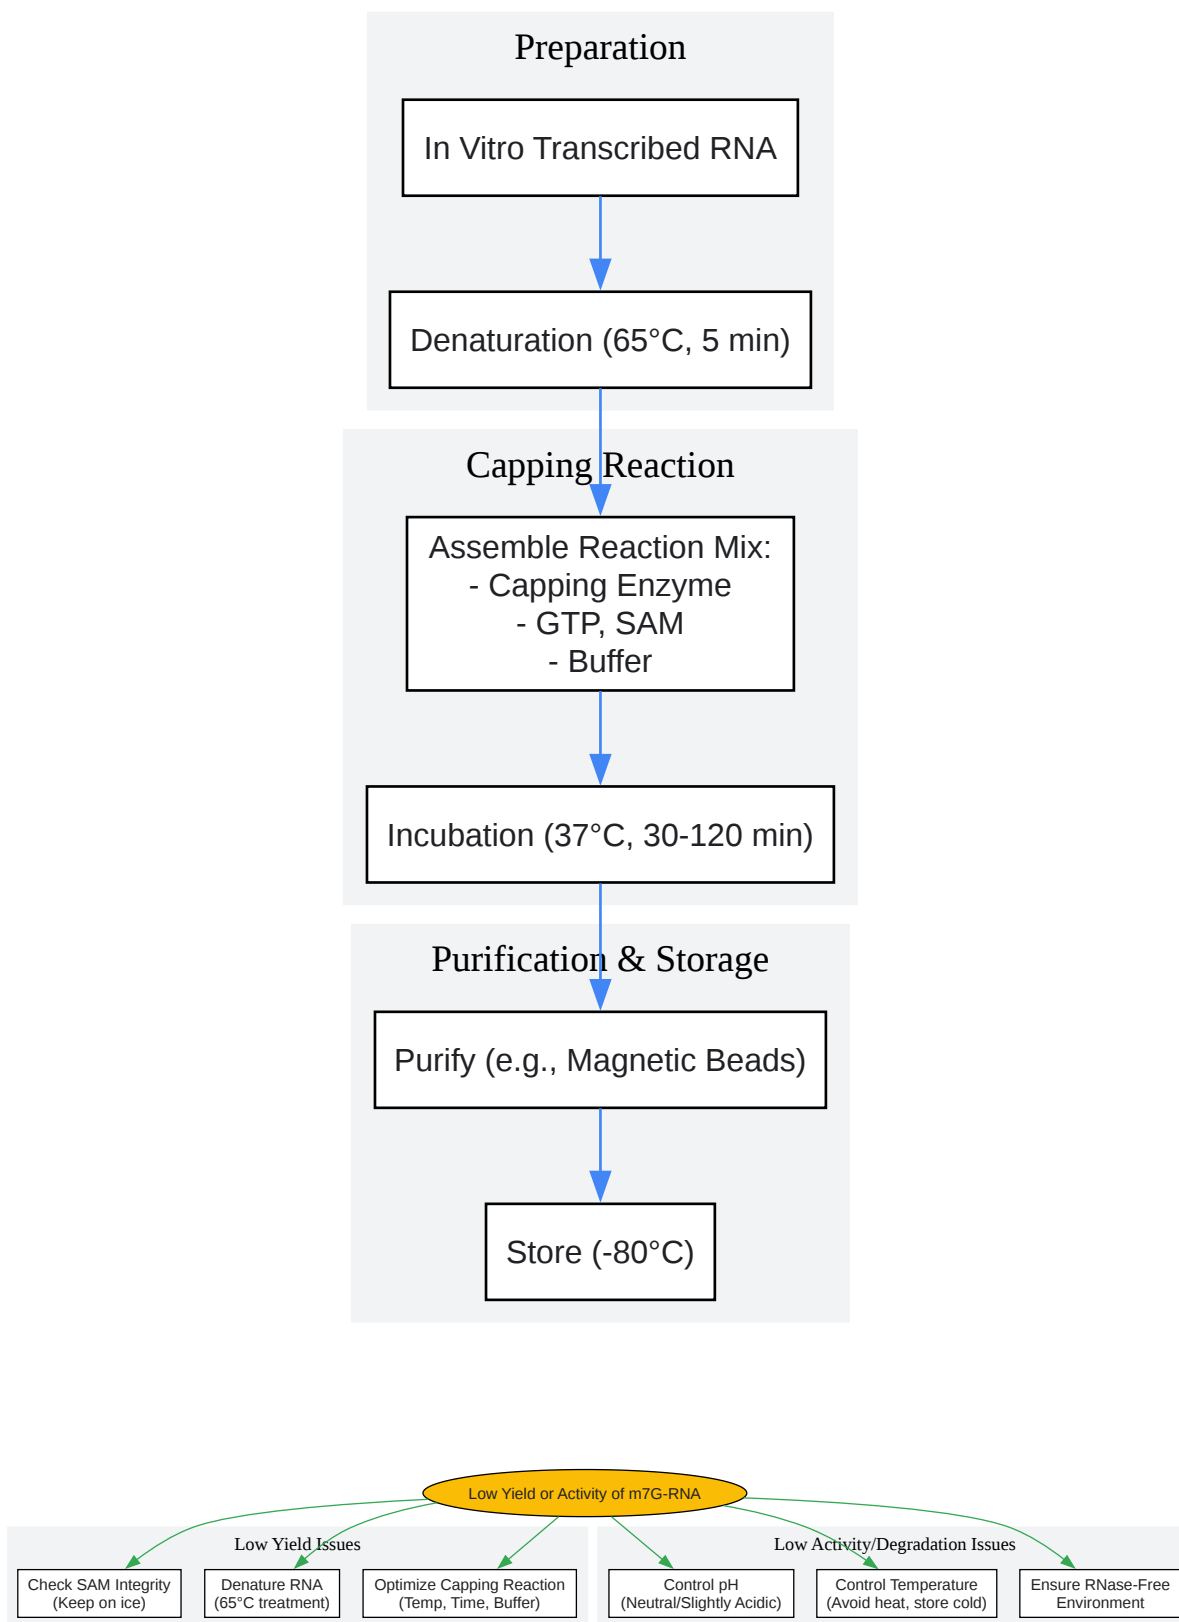 Preparation
In Vitro Transcribed RNA
Denaturation (65°C, 5 min)
Capping Reaction
Assemble Reaction Mix:
- Capping Enzyme
- GTP, SAM
- Buffer
Incubation (37°C, 30-120 min)
Purification & Storage
Purify (e.g., Magnetic Beads)
Store (-80°C)
Low Yield or Activity of m7G-RNA
Low Yield Issues
Check SAM Integrity
(Keep on ice)
Denature RNA
(65°C treatment)
Optimize Capping Reaction
(Temp, Time, Buffer)
Low Activity/Degradation Issues
Control pH
(Neutral/Slightly Acidic)
Control Temperature
(Avoid heat, store cold)
Ensure RNase-Free
Environment